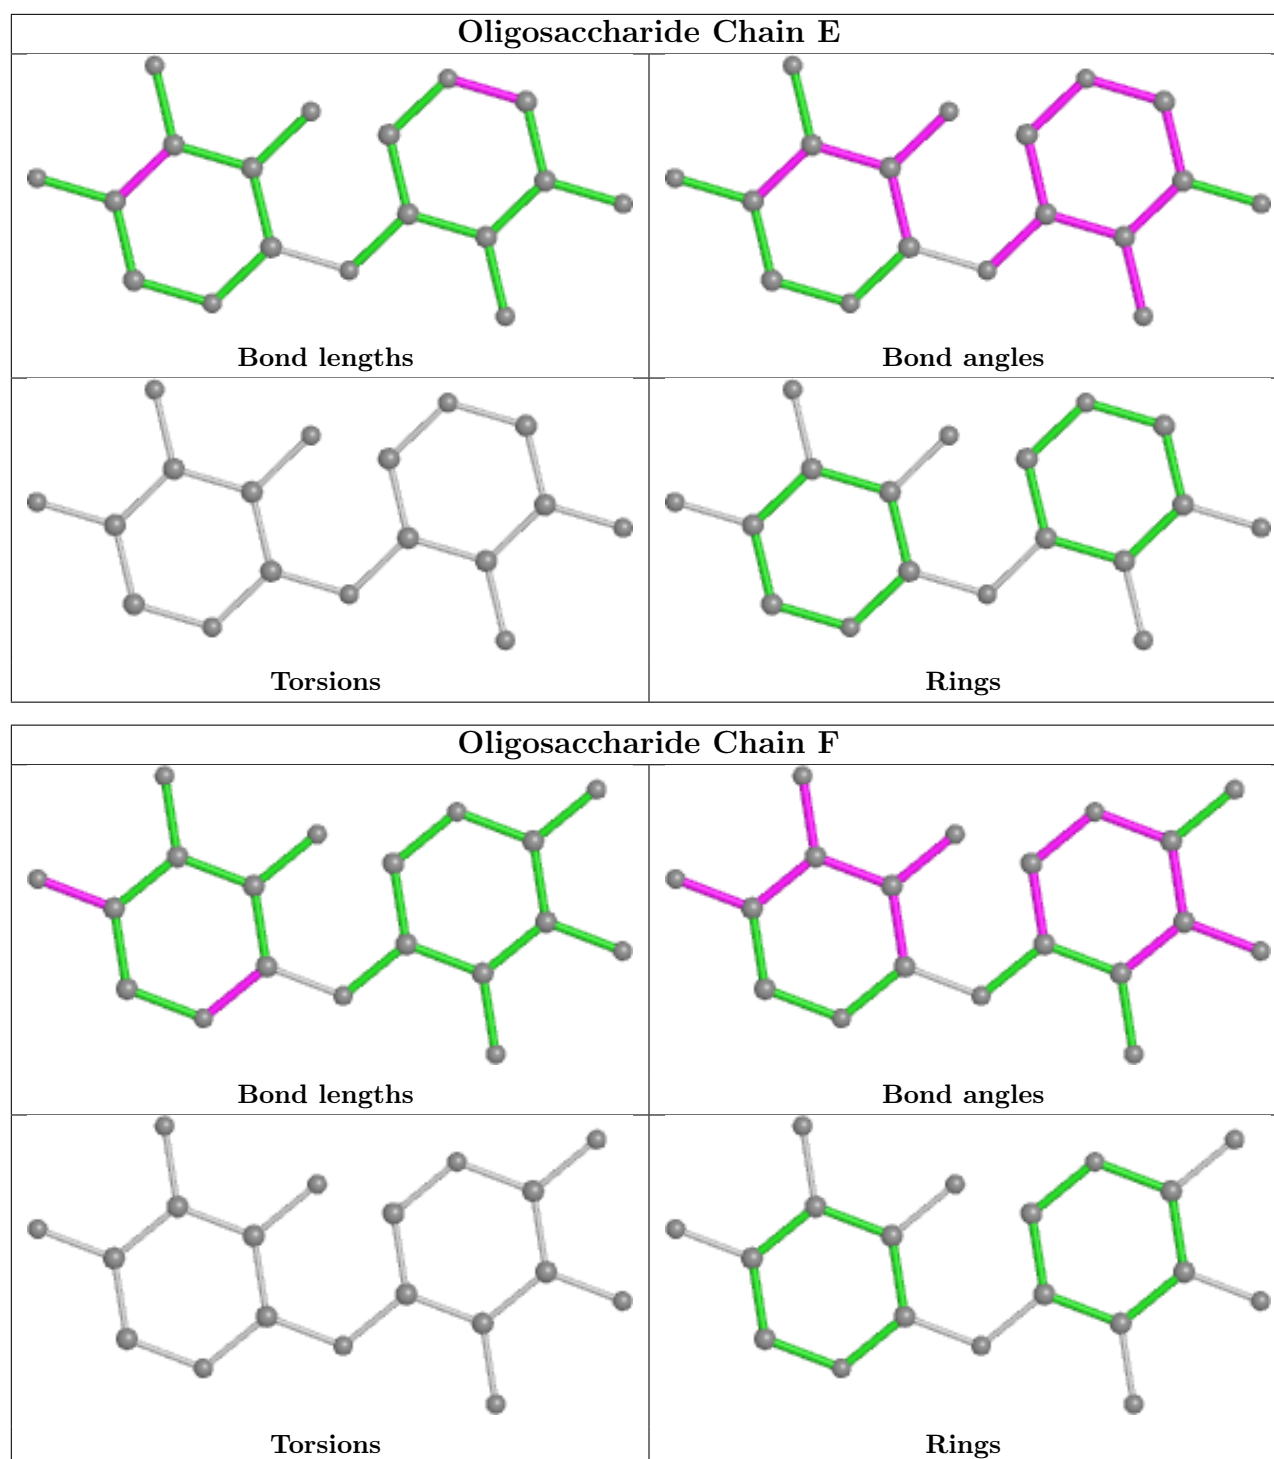 Oligosaccharide Chain E
Bond lengths
Bond angles
Torsions
Rings
Oligosaccharide Chain F
Bond lengths
Bond angles
Torsions
Rings